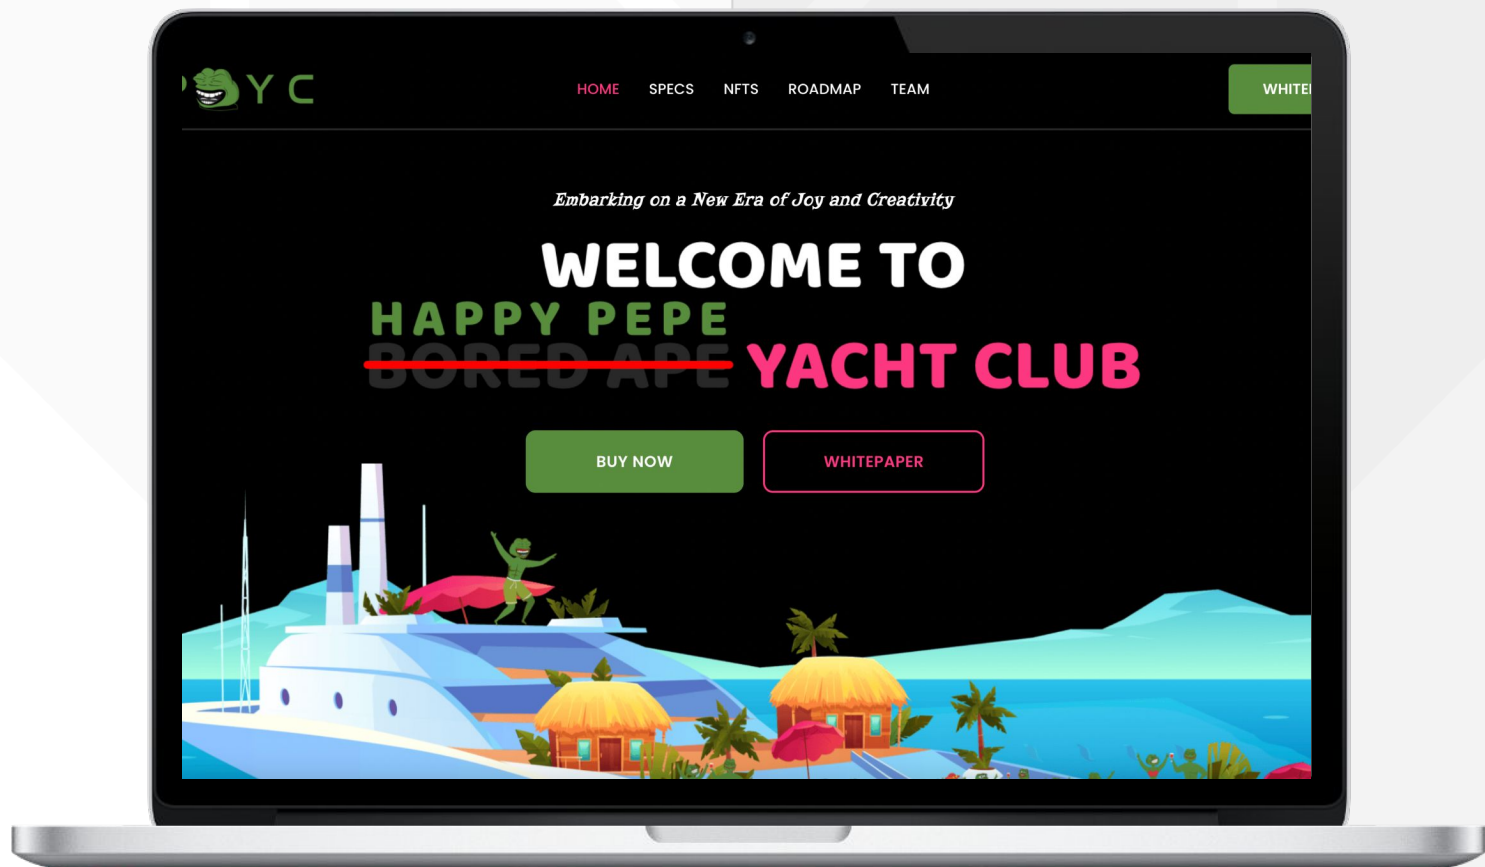 Y C
HOME SPECS NFTS ROADMAP TEAM
Embarking on a New Era of Joy and Creativity
WELCOME TO
HAPPY PEPE
BORED APE YACHT CLUB
BUY NOW WHITEPAPER